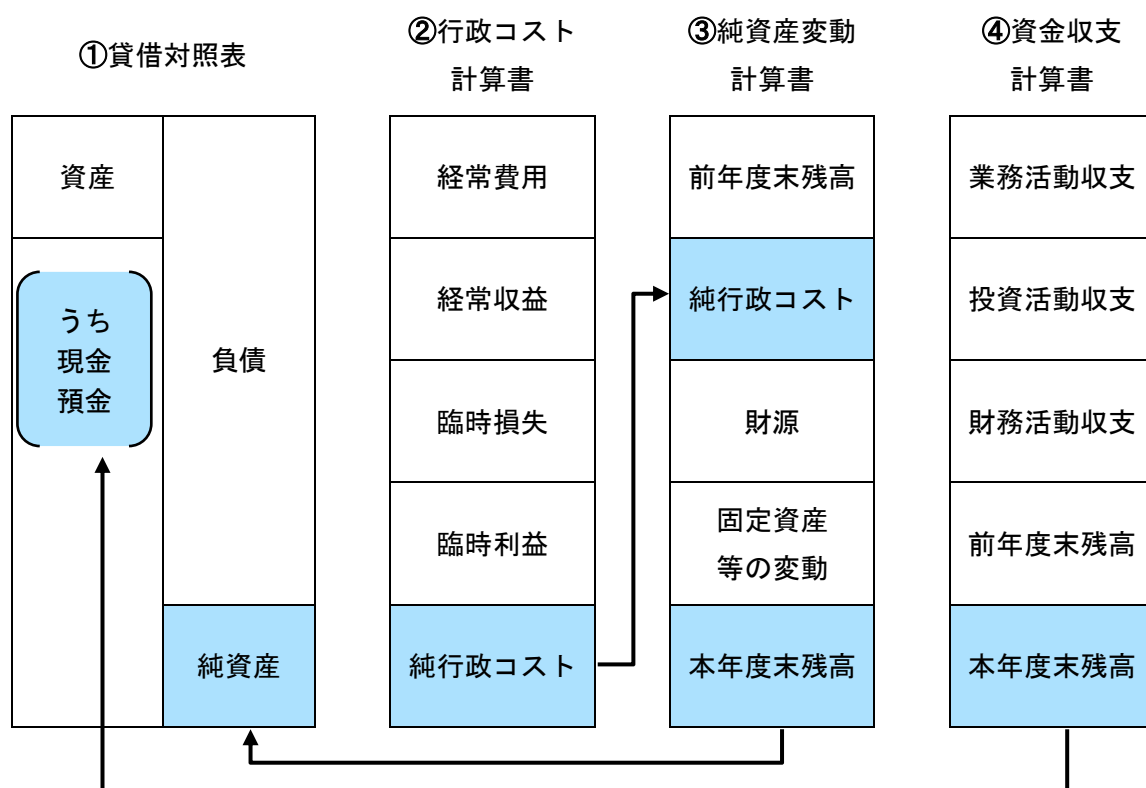 ①貸借対照表
資産
うち
現金
預金
負債
純資産
②行政コスト
計算書
経常費用
経常収益
臨時損失
臨時利益
純行政コスト
③純資産変動
計算書
前年度末残高
純行政コスト
財源
固定資産
等の変動
本年度末残高
④資金収支
計算書
業務活動収支
投資活動収支
財務活動収支
前年度末残高
本年度末残高